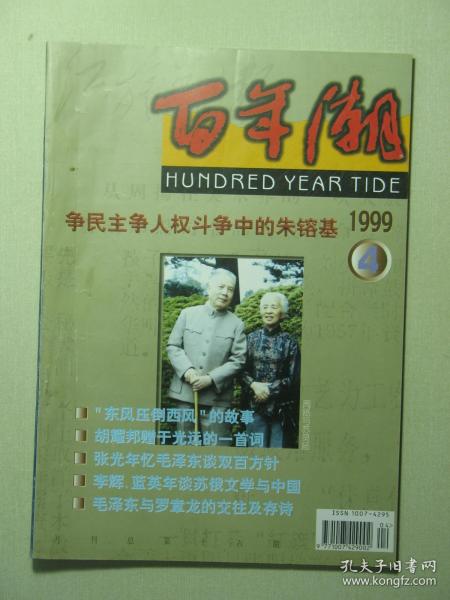 百年潮
HUNDRED YEAR TIDE
争民主争人权斗争中的朱镕基
1999
4
"东风压倒西风"的故事
胡耀邦赠于光远的一首词
张光年忆毛泽东谈双百方针
李辉、蓝英年谈苏俄文学与中国
毛泽东与罗章龙的交往及存诗
ISSN 1007-4295
04
9 771007 429002
孔夫子旧书网
www.kongfz.com